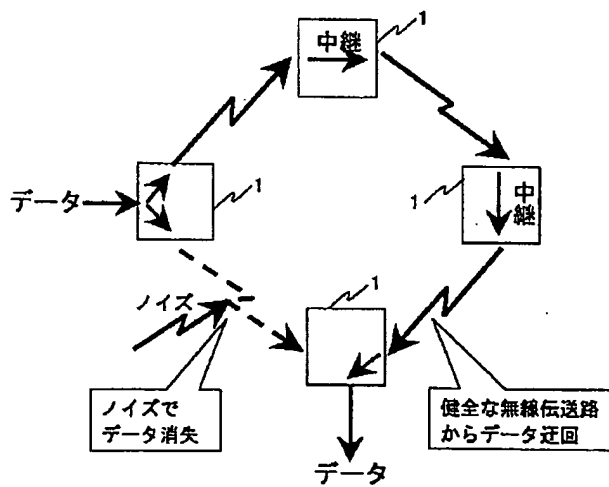 1
中継
1
データ
1
中継
1
ノイズ
ノイズで
データ消失
健全な無線伝送路
からデータ迂回
データ